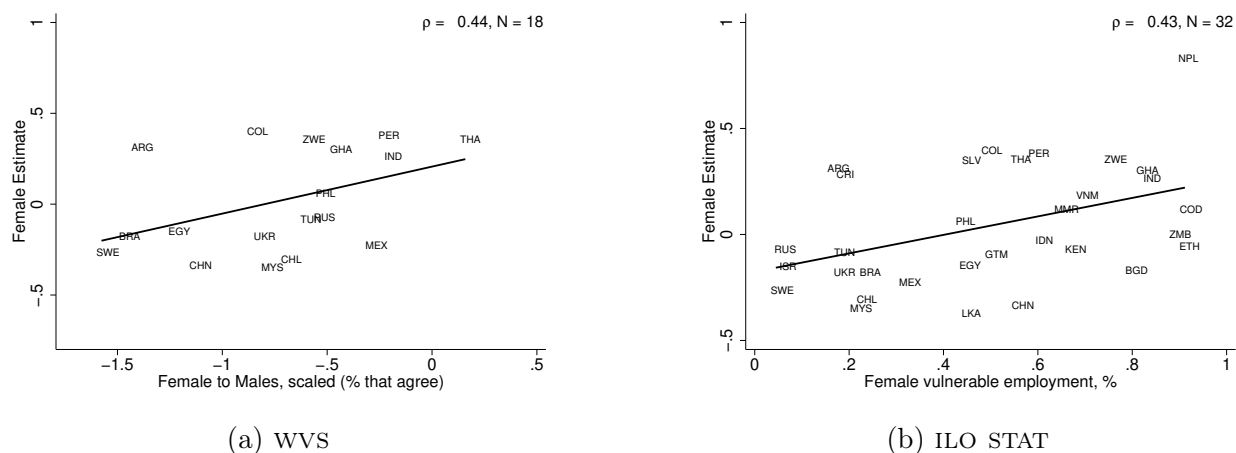 ρ = 0.44, N = 18
1
.5
0
−.5
Female Estimate
ARG
COL
ZWE
GHA
PER
IND
THA
PHL
TUN
RUS
BRA
SWE
EGY
CHN
UKR
MYS
CHL
MEX
−1.5 −1 −.5 0 .5
Female to Males, scaled (% that agree)
(a) WVS
ρ = 0.43, N = 32
1
.5
0
−.5
Female Estimate
NPL
ARG
CRI
SLV
COL
THA
PER
ZWE
GHA
IND
VNM
MMR
COD
PHL
RUS
TUN
ISR
IDN
KEN
ZMB
ETH
GTM
EGY
UKR
BRA
MEX
BGD
SWE
CHL
MYS
LKA
CHN
0 .2 .4 .6 .8 1
Female vulnerable employment, %
(b) ILO STAT